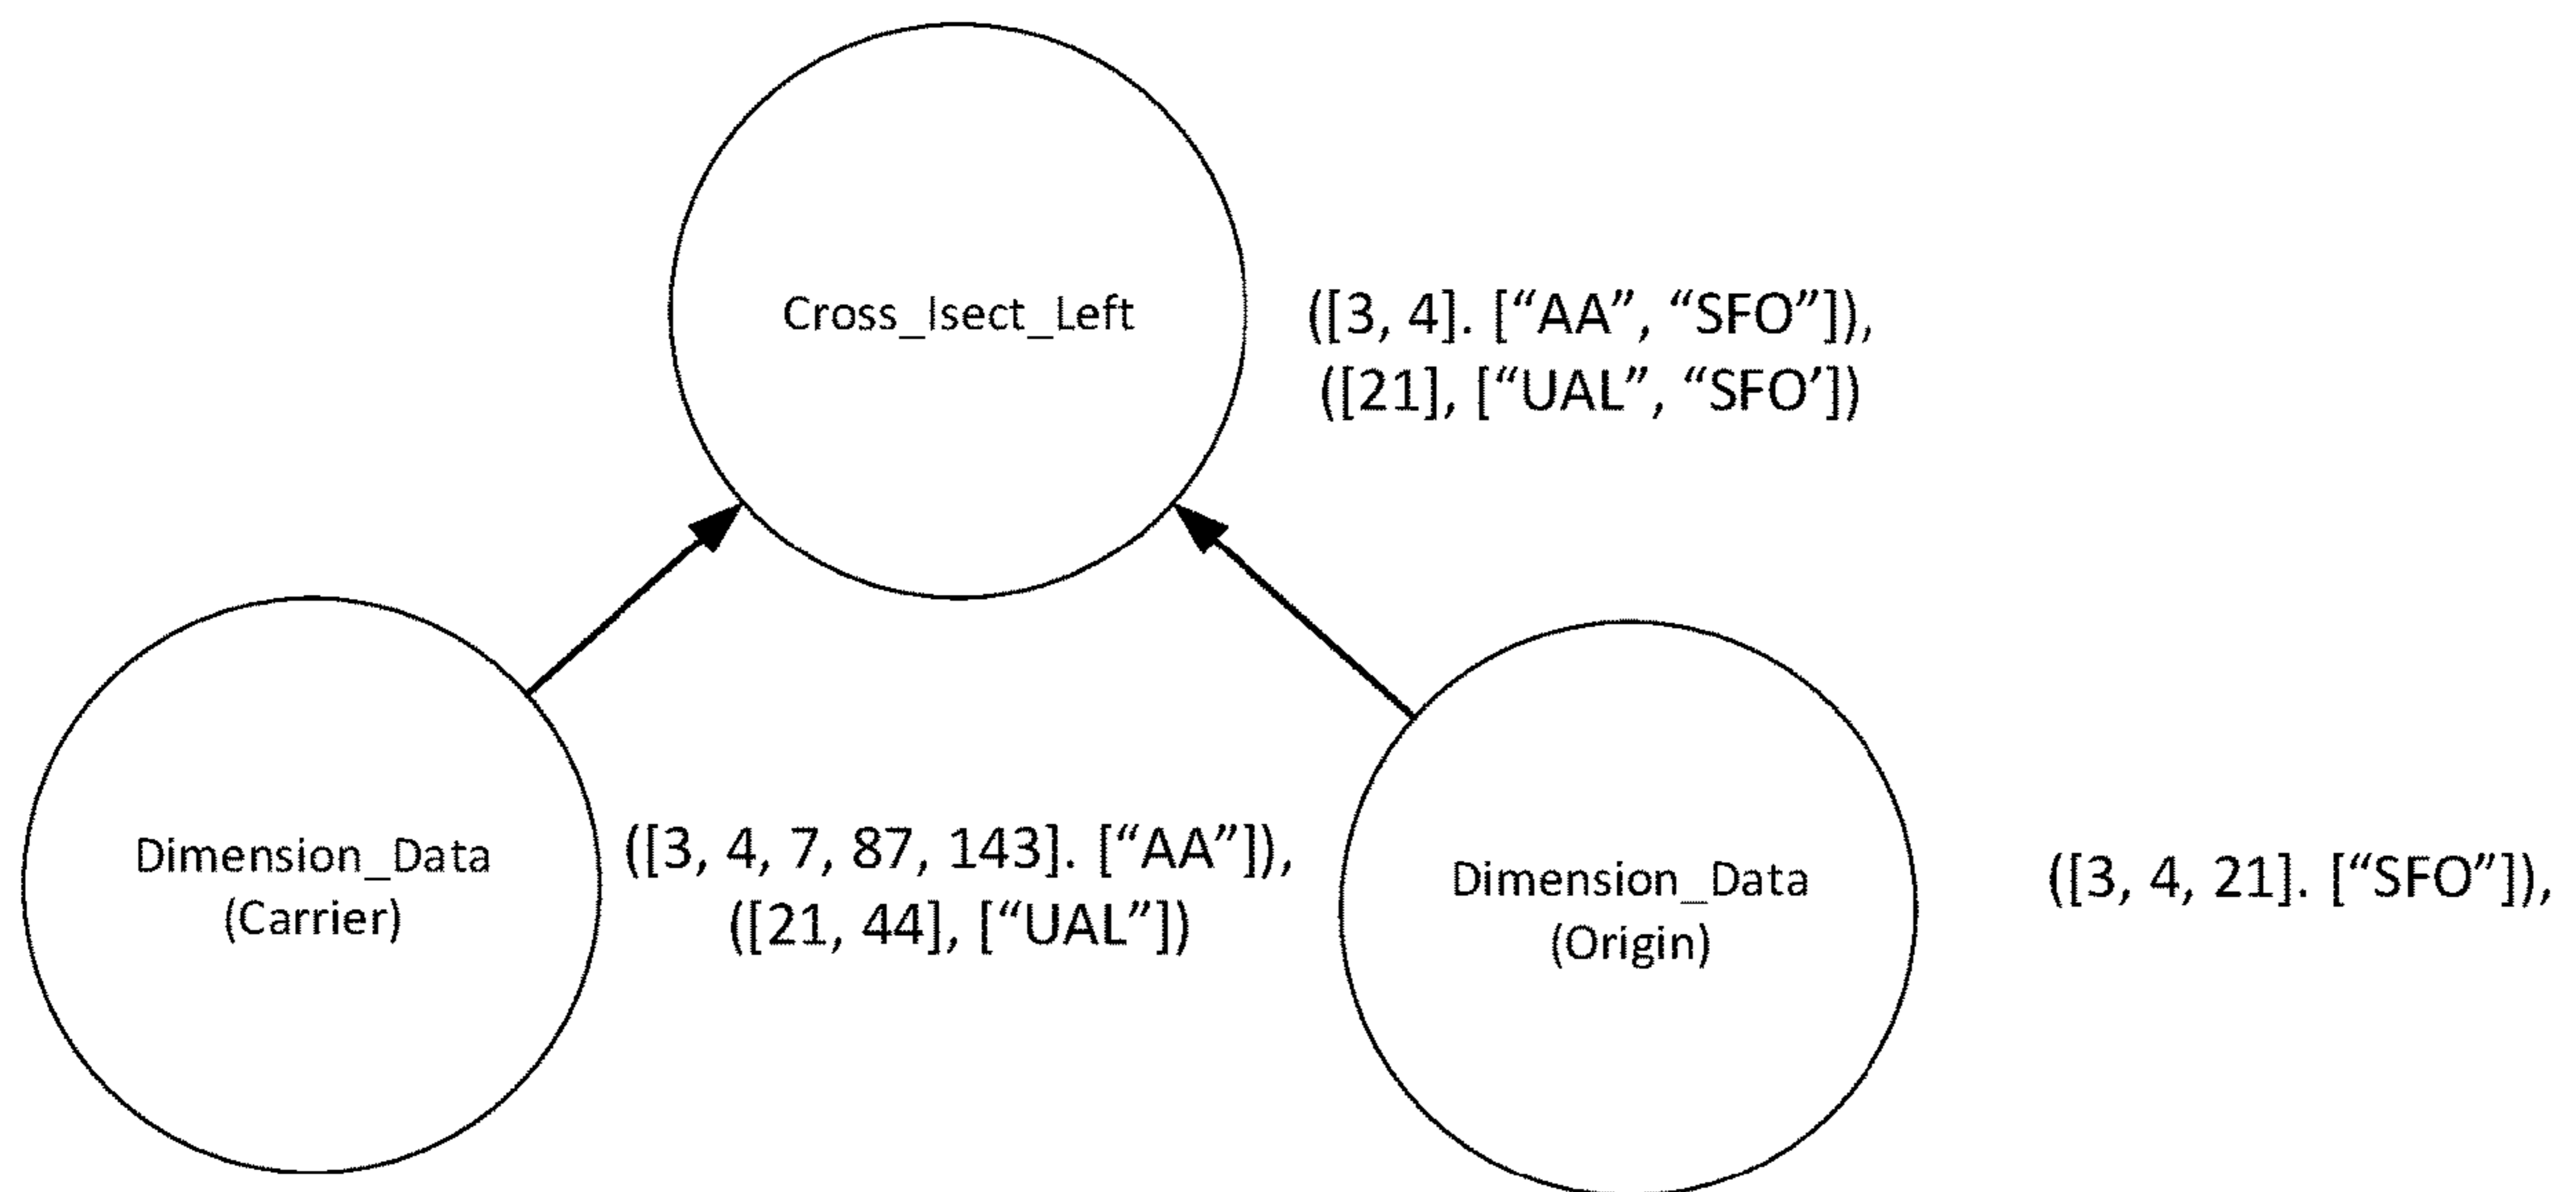 Cross_Isect_Left
([3, 4]. [“AA”, “SFO”]),
([21], [“UAL”, “SFO’])
Dimension_Data
(Carrier)
([3, 4, 7, 87, 143]. [“AA”]),
([21, 44], [“UAL”])
Dimension_Data
(Origin)
([3, 4, 21]. [“SFO”]),